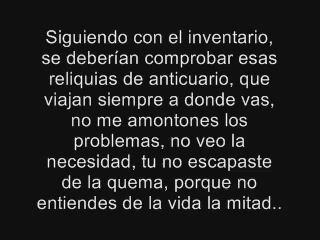 Siguiendo con el inventario,
se deberían comprobar esas
reliquias de anticuario, que
viajan siempre a donde vas,
no me amontones los
problemas, no veo la
necesidad, tu no escapaste
de la quema, porque no
entiendes de la vida la mitad..